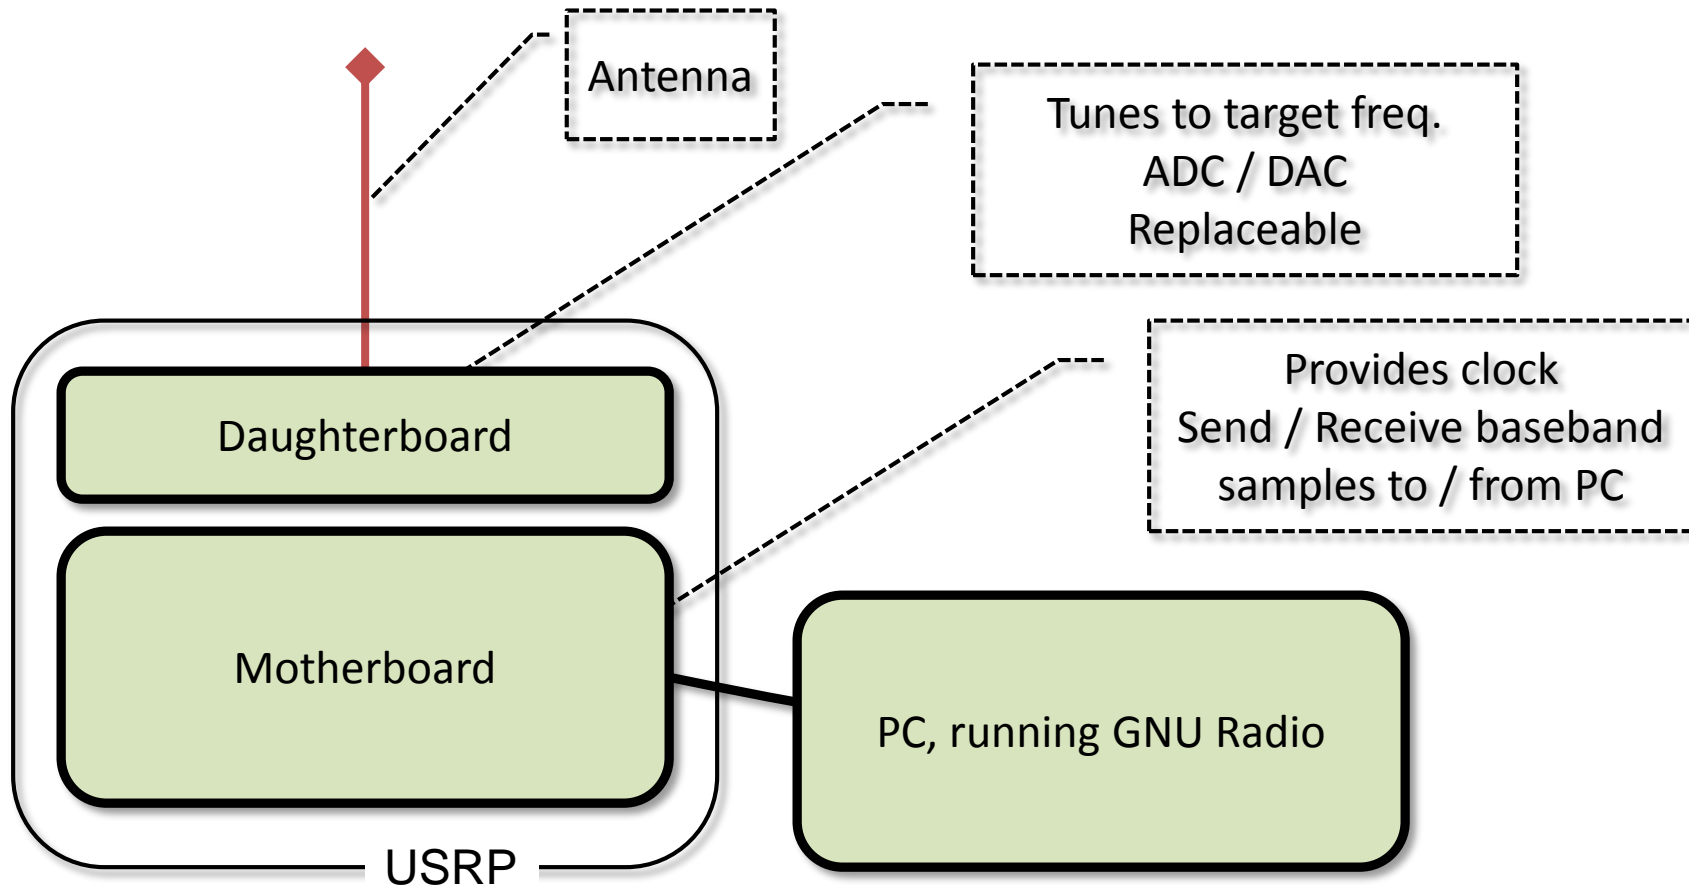 Antenna
Tunes to target freq.
ADC / DAC
Replaceable
Provides clock
Send / Receive baseband
samples to / from PC
Daughterboard
Motherboard
PC, running GNU Radio
USRP